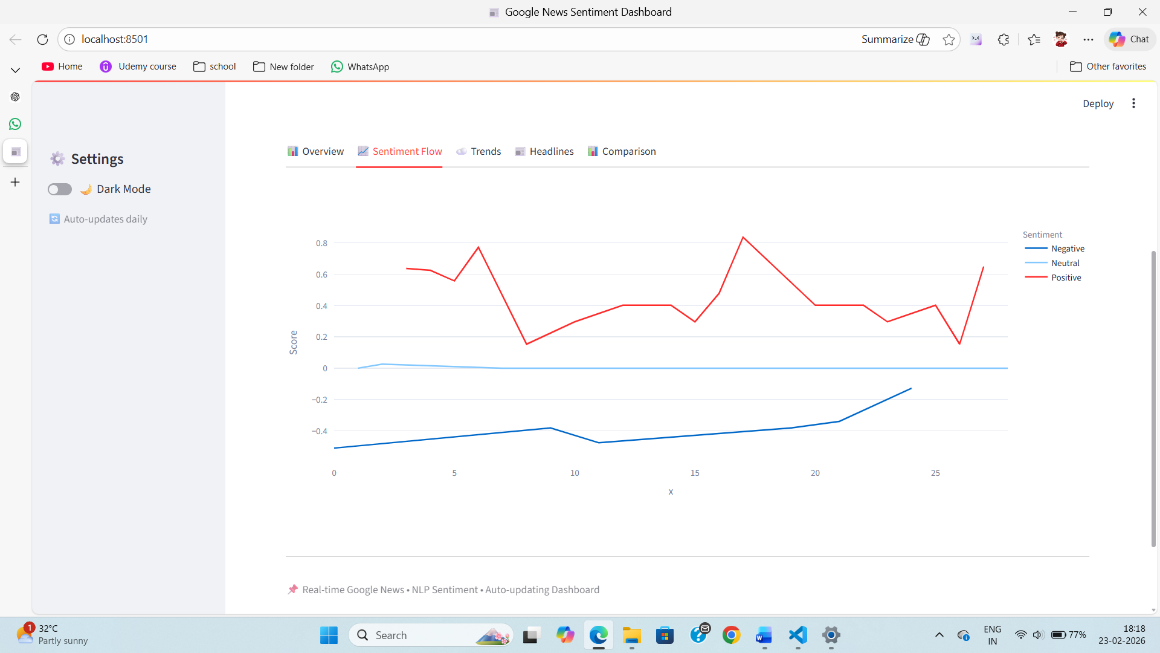 Google News Sentiment Dashboard
localhost:8501
Summarize
Chat
Home
Udemy course
school
New folder
WhatsApp
Other favorites
Deploy
Settings
Dark Mode
Auto-updates daily
Overview
Sentiment Flow
Trends
Headlines
Comparison
Sentiment
Negative
Neutral
Positive
Score
0.8
0.6
0.4
0.2
0
−0.2
−0.4
0 5 10 15 20 25
x
Real-time Google News • NLP Sentiment • Auto-updating Dashboard
1
32°C
Partly sunny
Search
ENG
IN
77%
18:18
23-02-2026